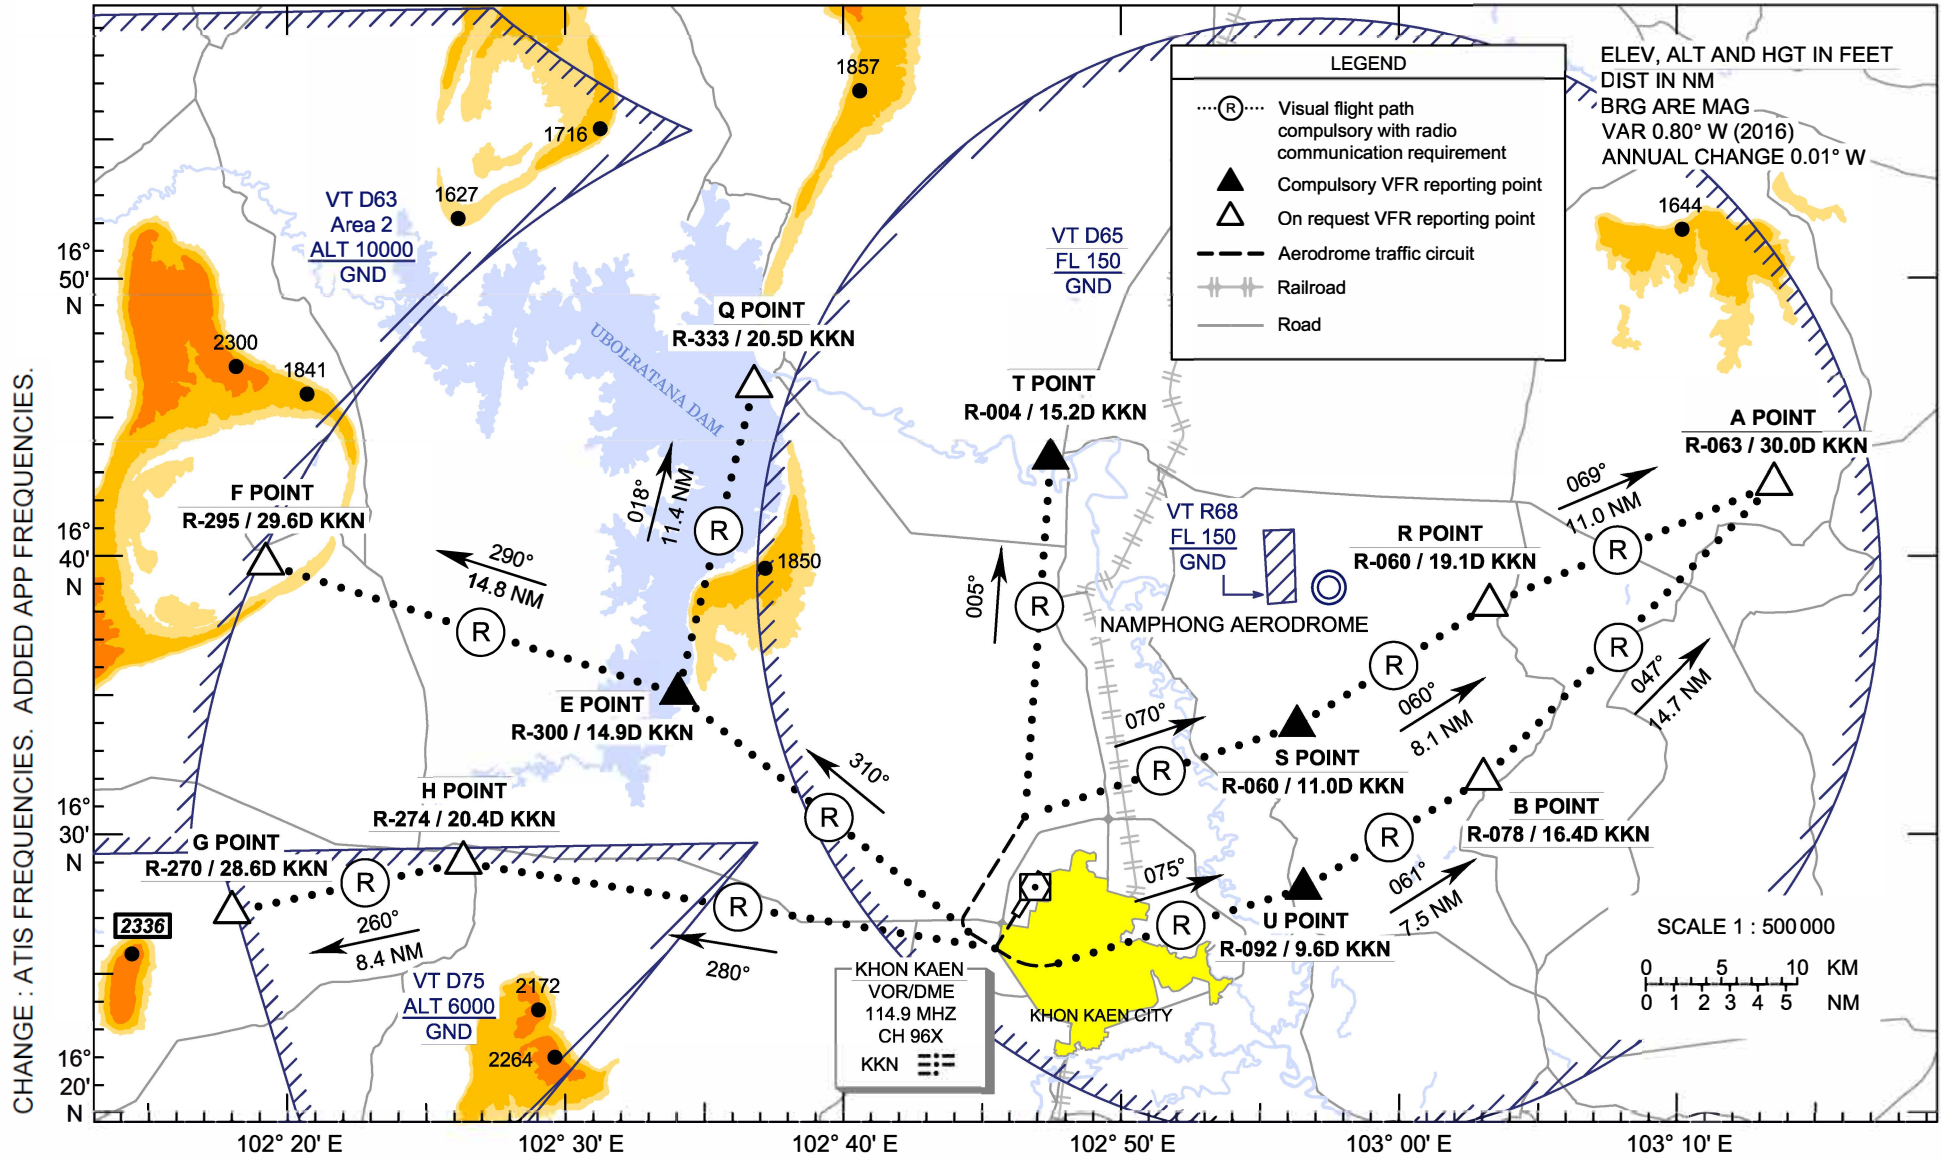 CHANGE : ATIS FREQUENCIES. ADDED APP FREQUENCIES.
ELEV, ALT AND HGT IN FEET
DIST IN NM
BRG ARE MAG
VAR 0.80° W (2016)
ANNUAL CHANGE 0.01° W
LEGEND
R
Visual flight path
compulsory with radio
communication requirement
Compulsory VFR reporting point
On request VFR reporting point
Aerodrome traffic circuit
Railroad
Road
1857
1716
1627
1644
VT D63
Area 2
ALT 10000
GND
VT D65
FL 150
GND
16°
50'
N
2300
1841
Q POINT
R-333 / 20.5D KKN
UBOLRATANA DAM
T POINT
R-004 / 15.2D KKN
A POINT
R-063 / 30.0D KKN
F POINT
R-295 / 29.6D KKN
018°
11.4 NM
R
069°
11.0 NM
VT R68
FL 150
GND
R POINT
R-060 / 19.1D KKN
R
16°
40'
N
290°
14.8 NM
1850
005°
R
NAMPHONG AERODROME
R
R
R
047°
14.7 NM
E POINT
R-300 / 14.9D KKN
060°
8.1 NM
070°
R
S POINT
R-060 / 11.0D KKN
310°
R
H POINT
R-274 / 20.4D KKN
16°
30'
N
B POINT
R-078 / 16.4D KKN
G POINT
R-270 / 28.6D KKN
R
R
075°
R
061°
7.5 NM
U POINT
R-092 / 9.6D KKN
R
260°
8.4 NM
280°
2336
SCALE 1 : 500 000
0 5 10 KM
0 1 2 3 4 5 NM
VT D75
ALT 6000
GND
2172
2264
KHON KAEN
VOR/DME
114.9 MHZ
CH 96X
KKN
KHON KAEN CITY
16°
20'
N
102° 20' E
102° 30' E
102° 40' E
102° 50' E
103° 00' E
103° 10' E